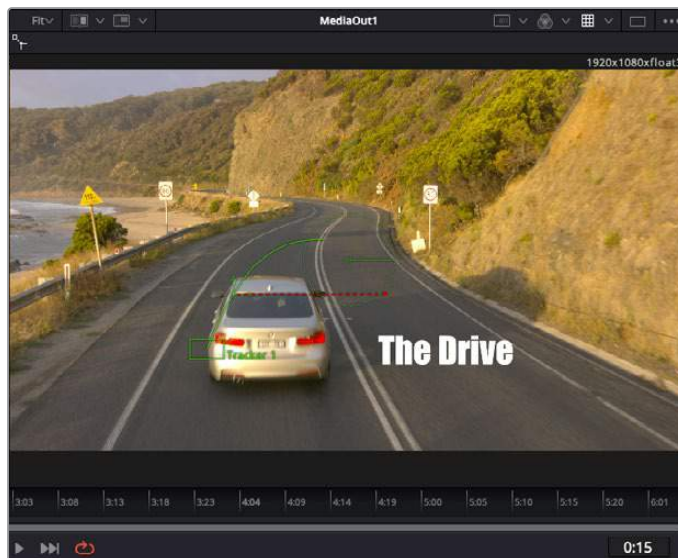 Fit
MediaOut1
1920x1080xfloat3
Tracker 1
The Drive
3:03 3:08 3:13 3:18 3:23 4:04 4:09 4:14 4:19 5:00 5:05 5:10 5:15 5:20 6:01
0:15